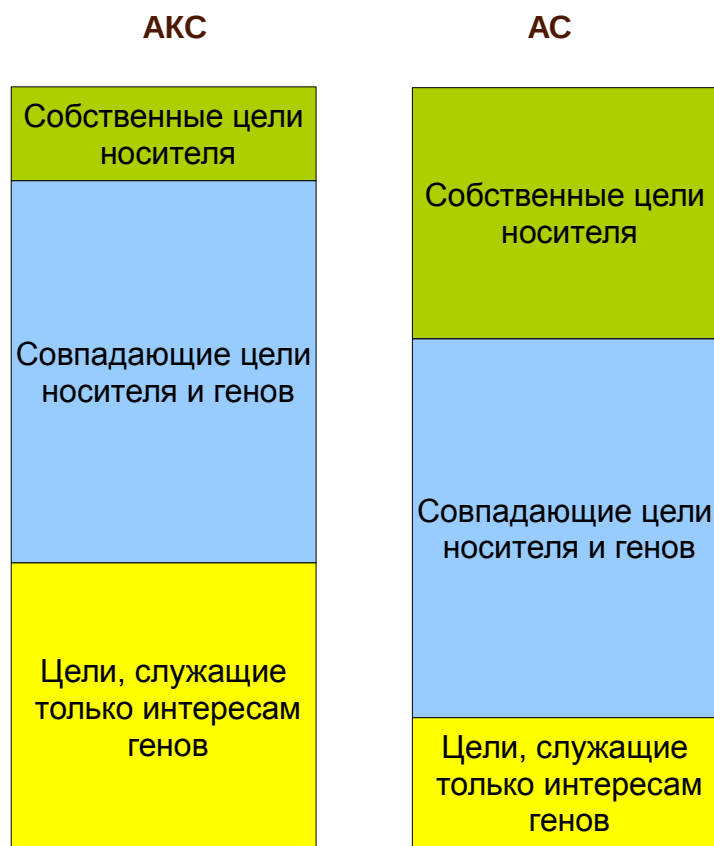 АКС
АС
Собственные цели
носителя
Совпадающие цели
носителя и генов
Цели, служащие
только интересам
генов
Собственные цели
носителя
Совпадающие цели
носителя и генов
Цели, служащие
только интересам
генов